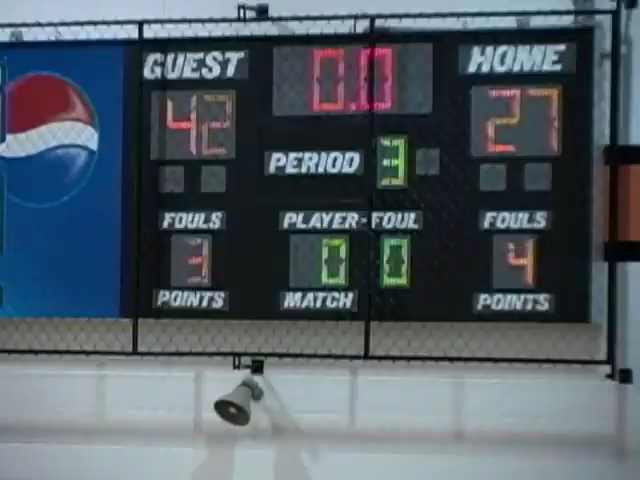 GUEST 0.0 HOME
42 27
PERIOD 3
FOULS PLAYER-FOUL FOULS
3 0 0 4
POINTS MATCH POINTS